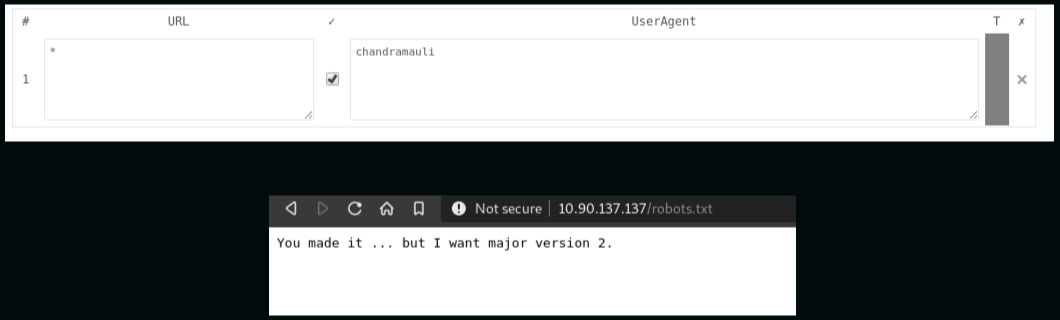 # URL ✓ UserAgent T ✗
1 * chandramauli ×
Not secure | 10.90.137.137/robots.txt
You made it ... but I want major version 2.